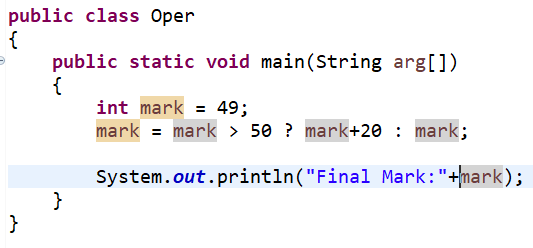 public class Oper
{
    public static void main(String arg[])
    {
        int mark = 49;
        mark = mark > 50 ? mark+20 : mark;
        System.out.println("Final Mark:"+mark);
    }
}